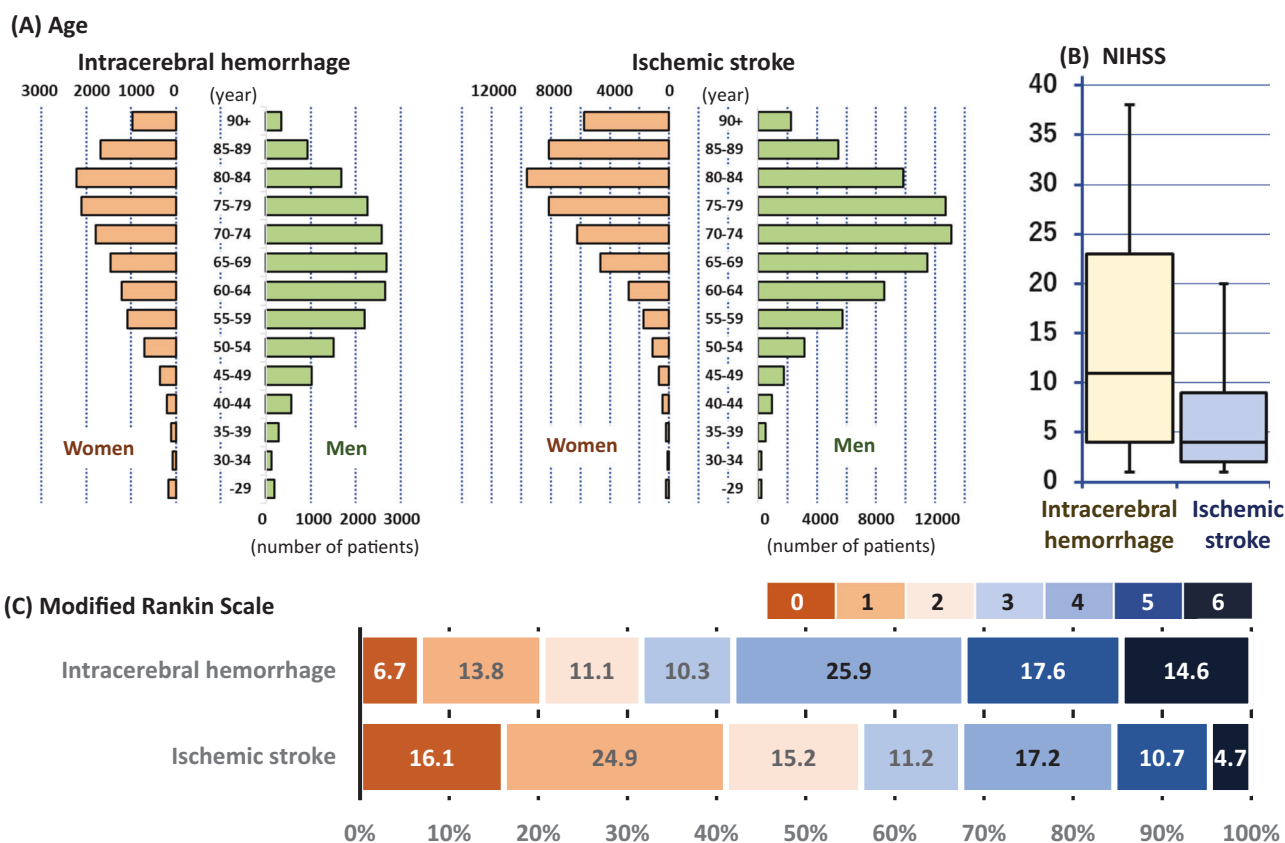 (A) Age
Intracerebral hemorrhage
3000 2000 1000 0 (year)
90+
85-89
80-84
75-79
70-74
65-69
60-64
55-59
50-54
45-49
40-44
35-39
30-34
-29
Women
Men
0 1000 2000 3000
(number of patients)
Ischemic stroke
12000 8000 4000 0 (year)
90+
85-89
80-84
75-79
70-74
65-69
60-64
55-59
50-54
45-49
40-44
35-39
30-34
-29
Women
Men
0 4000 8000 12000
(number of patients)
(B) NIHSS
40
35
30
25
20
15
10
5
0
Intracerebral
hemorrhage
Ischemic
stroke
(C) Modified Rankin Scale
0 1 2 3 4 5 6
Intracerebral hemorrhage 6.7 13.8 11.1 10.3 25.9 17.6 14.6
Ischemic stroke 16.1 24.9 15.2 11.2 17.2 10.7 4.7
0% 10% 20% 30% 40% 50% 60% 70% 80% 90% 100%